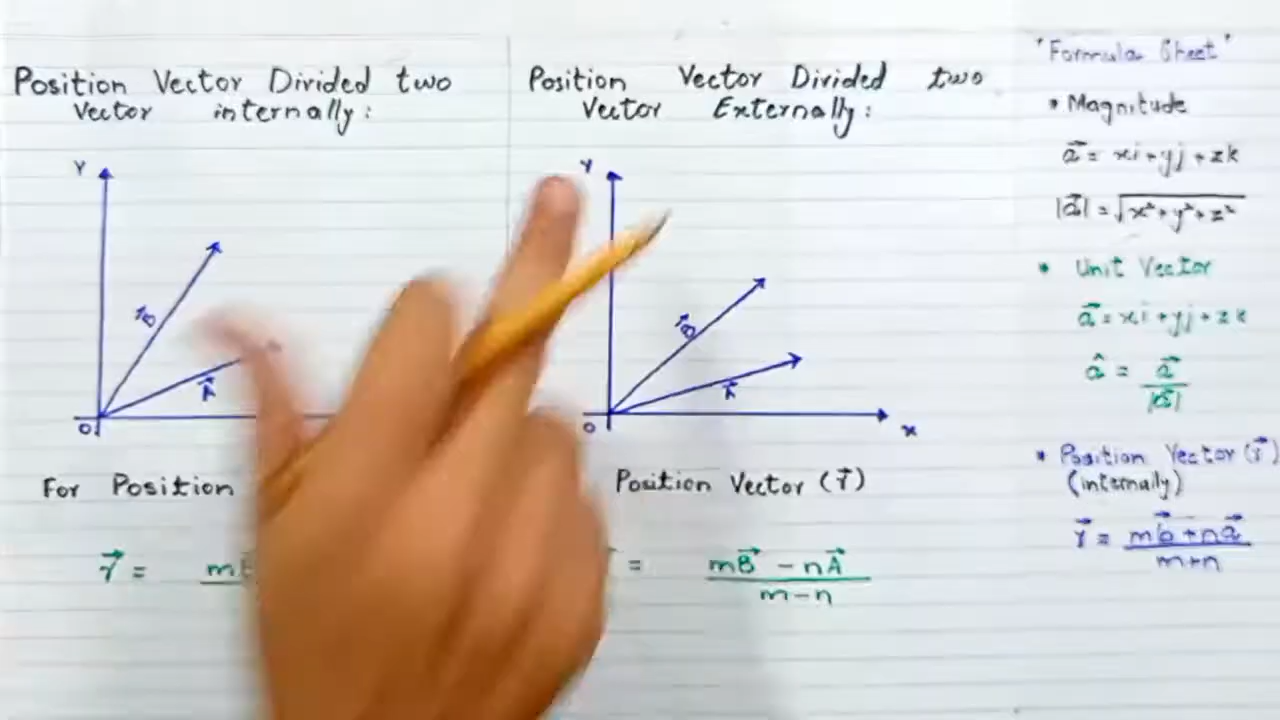 Position Vector Divided two
Vector internally:
Y
B
A
O
For Position
r⃗ = m
Position Vector Divided two
Vector Externally:
Y
B⃗
A⃗
O
x
Position Vector (r⃗)
= mB⃗ - nA⃗
m-n
"Formula Sheet"
• Magnitude
a⃗ = xi+yj+zk
|a⃗| = √x²+y²+z²
• Unit Vector
a⃗ = xi+yj+zk
â = a⃗
|a⃗|
• Position Vector (r⃗)
(internally)
r⃗ = mb⃗+na⃗
m+n